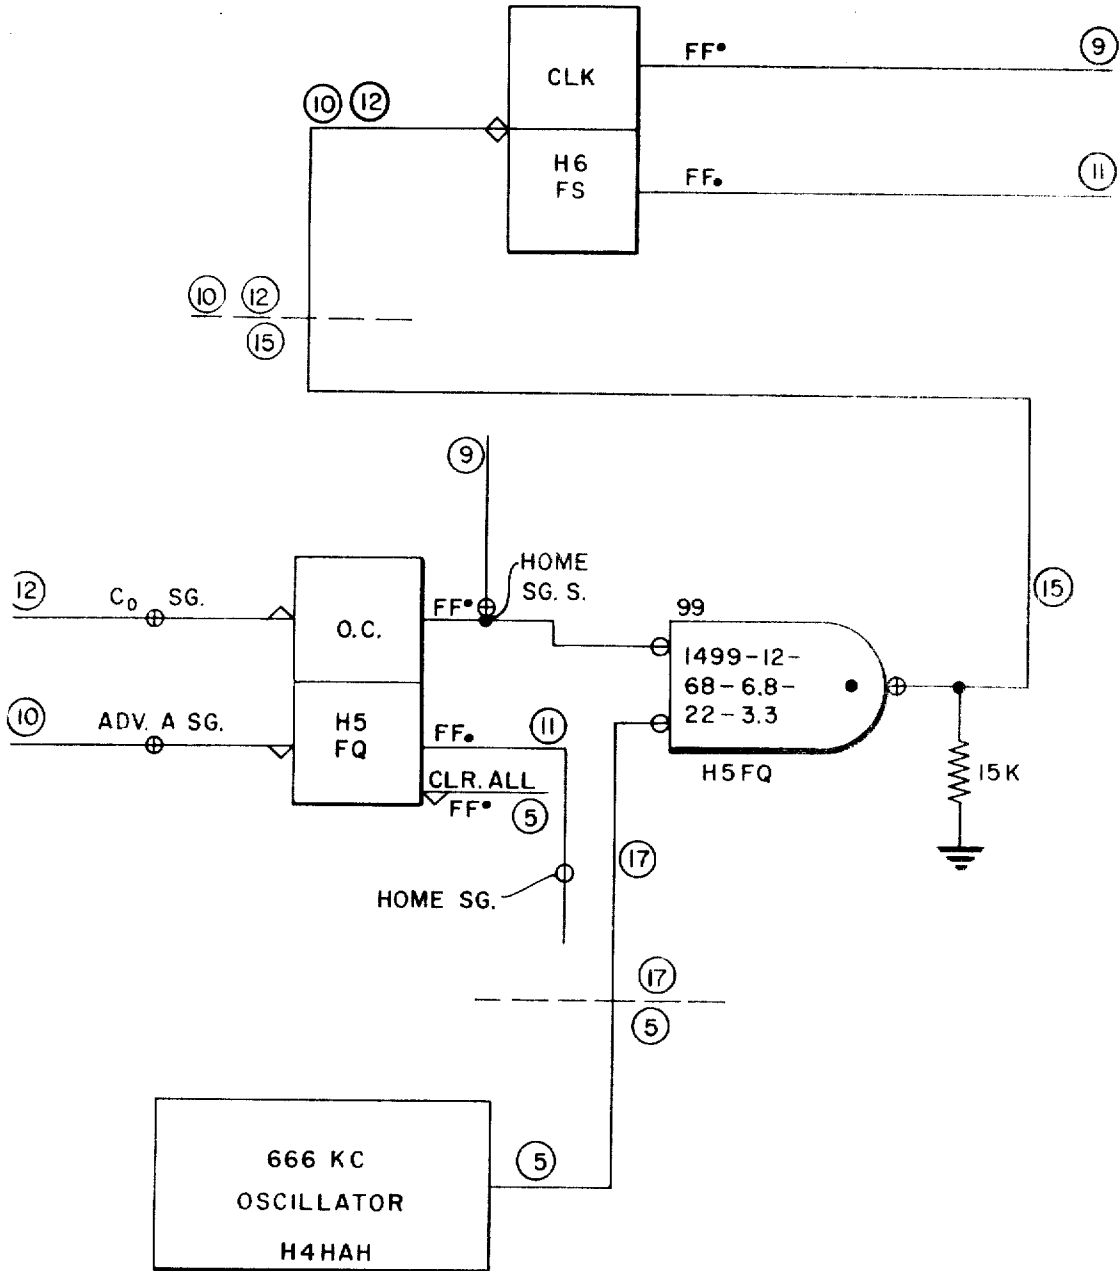 FF•
9
CLK
10 12
H6
FS
FF•
11
10 12
15
9
HOME
SG. S.
12
C₀ SG.
FF•
O.C.
99
1499-12-
68-6.8-
22-3.3
15
10
ADV. A SG.
H5
FQ
FF•
11
H5FQ
15K
CLR. ALL
FF•
5
17
HOME SG.
17
5
666 KC
OSCILLATOR
H4HAH
5